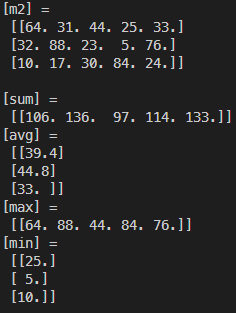 [m2] =
 [[64. 31. 44. 25. 33.]
 [32. 88. 23.  5. 76.]
 [10. 17. 30. 84. 24.]]

[sum] =
 [[106. 136.  97. 114. 133.]]
[avg] =
 [[39.4]
 [44.8]
 [33. ]]
[max] =
 [[64. 88. 44. 84. 76.]]
[min] =
 [[25.]
 [ 5.]
 [10.]]